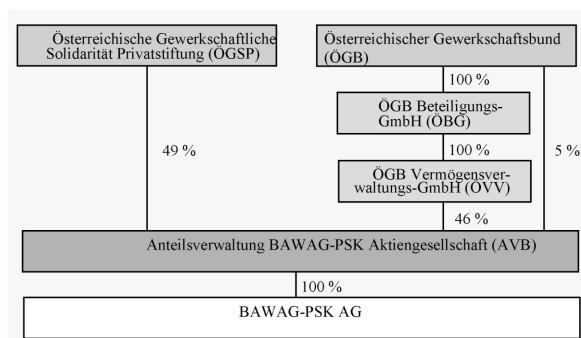 Österreichische Gewerkschaftliche
Solidarität Privatstiftung (ÖGSP)
Österreichischer Gewerkschaftsbund
(ÖGB)
100 %
ÖGB Beteiligungs-
GmbH (ÖBG)
49 %
100 %
5 %
ÖGB Vermögensver-
waltungs-GmbH (ÖVV)
46 %
Anteilsverwaltung BAWAG-PSK Aktiengesellschaft (AVB)
100 %
BAWAG-PSK AG